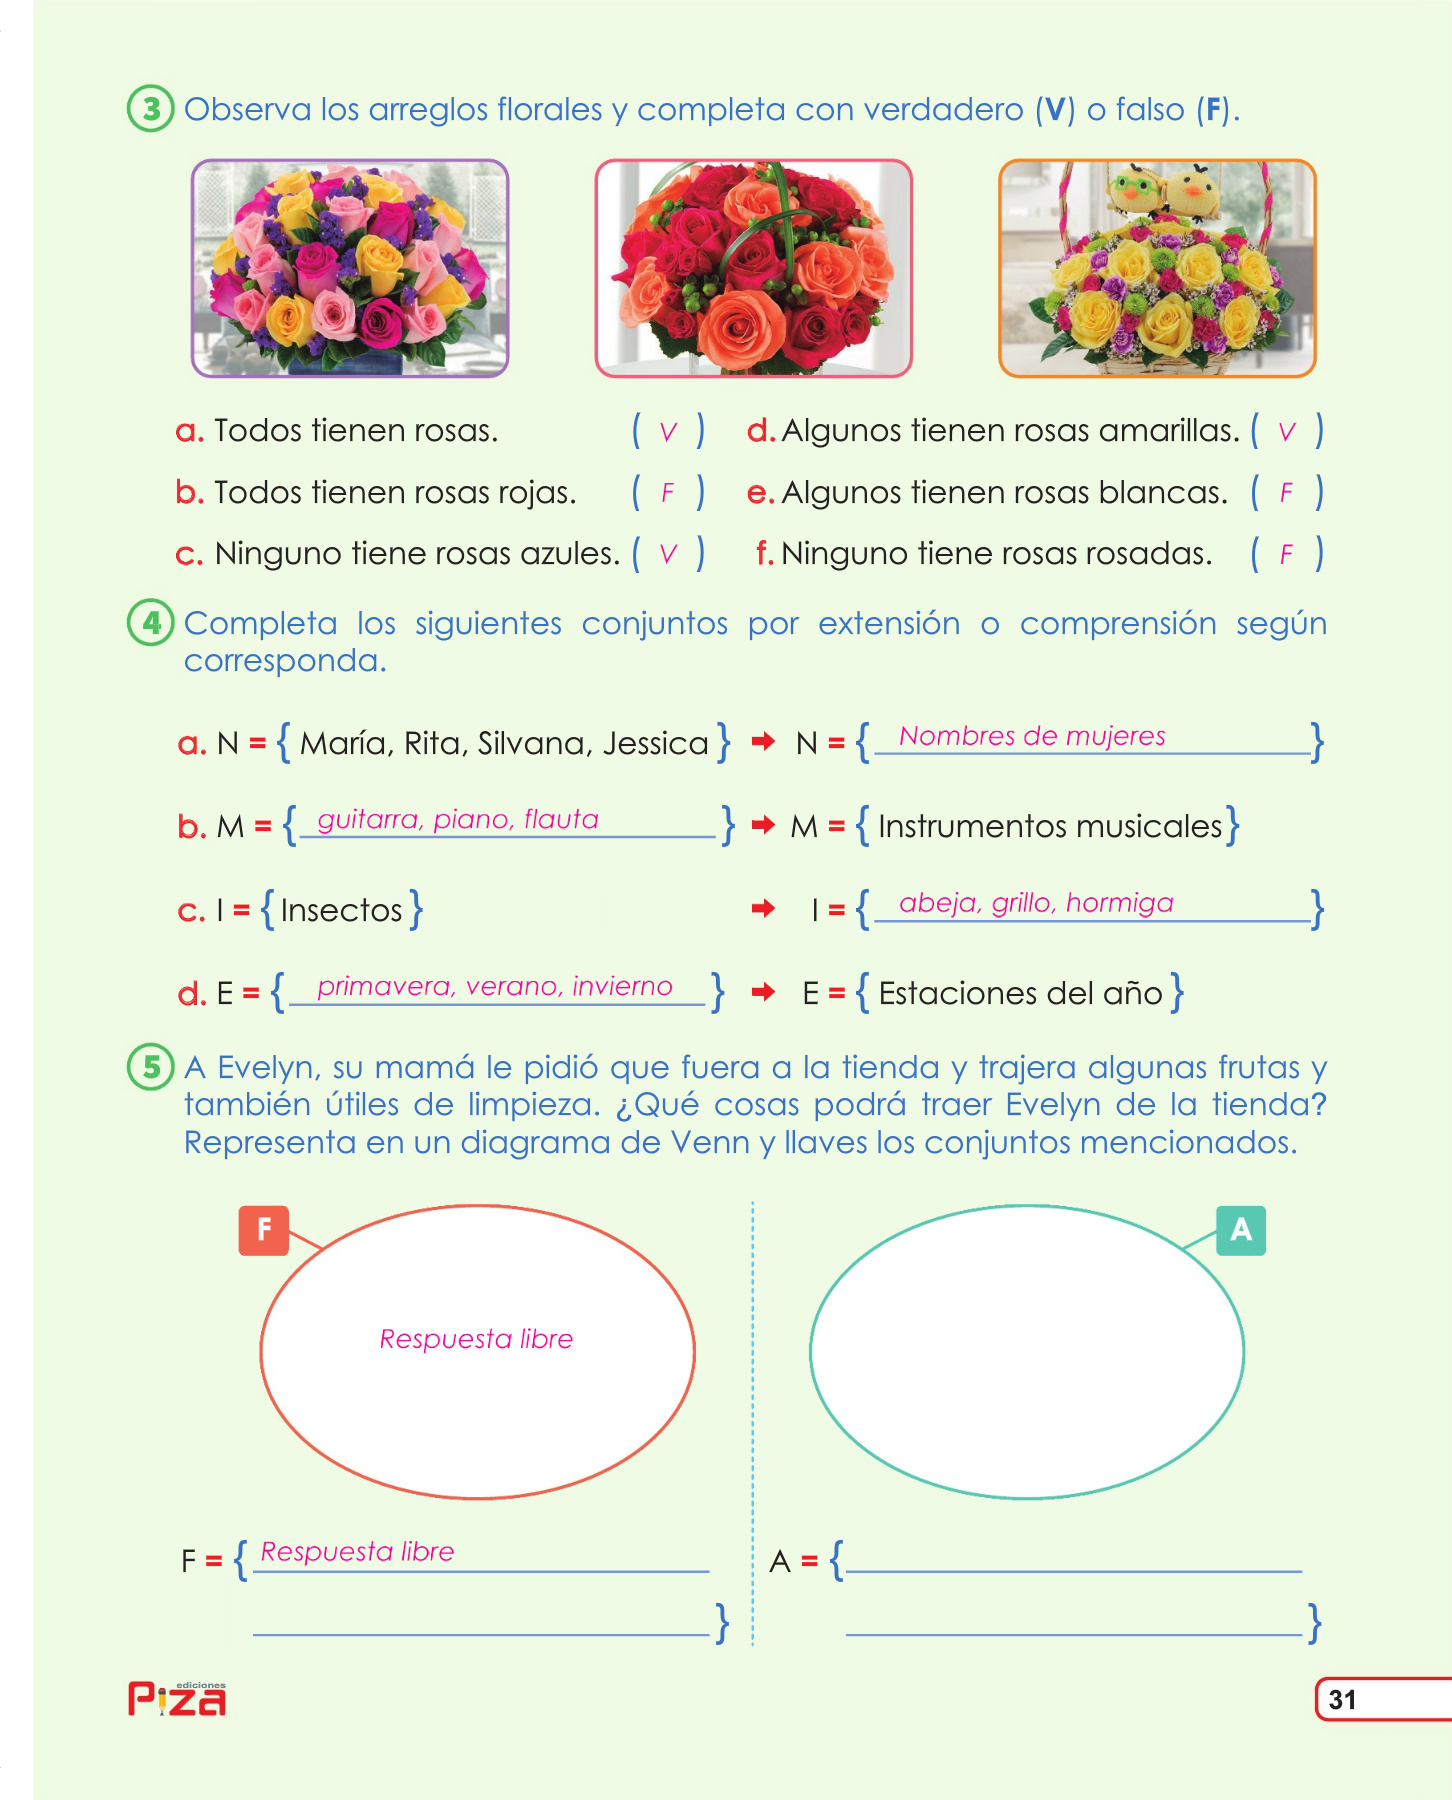 3 Observa los arreglos florales y completa con verdadero (V) o falso (F).
a. Todos tienen rosas. ( V )
b. Todos tienen rosas rojas. ( F )
c. Ninguno tiene rosas azules. ( V )
d. Algunos tienen rosas amarillas. ( V )
e. Algunos tienen rosas blancas. ( F )
f. Ninguno tiene rosas rosadas. ( F )
4 Completa los siguientes conjuntos por extensión o comprensión según
corresponda.
a. N = { María, Rita, Silvana, Jessica } ➡ N = { Nombres de mujeres }
b. M = { guitarra, piano, flauta } ➡ M = { Instrumentos musicales }
c. I = { Insectos } ➡ I = { abeja, grillo, hormiga }
d. E = { primavera, verano, invierno } ➡ E = { Estaciones del año }
5 A Evelyn, su mamá le pidió que fuera a la tienda y trajera algunas frutas y
también útiles de limpieza. ¿Qué cosas podrá traer Evelyn de la tienda?
Representa en un diagrama de Venn y llaves los conjuntos mencionados.
F
Respuesta libre
A
F = { Respuesta libre
}
A = {
}
ediciones
Piza
31